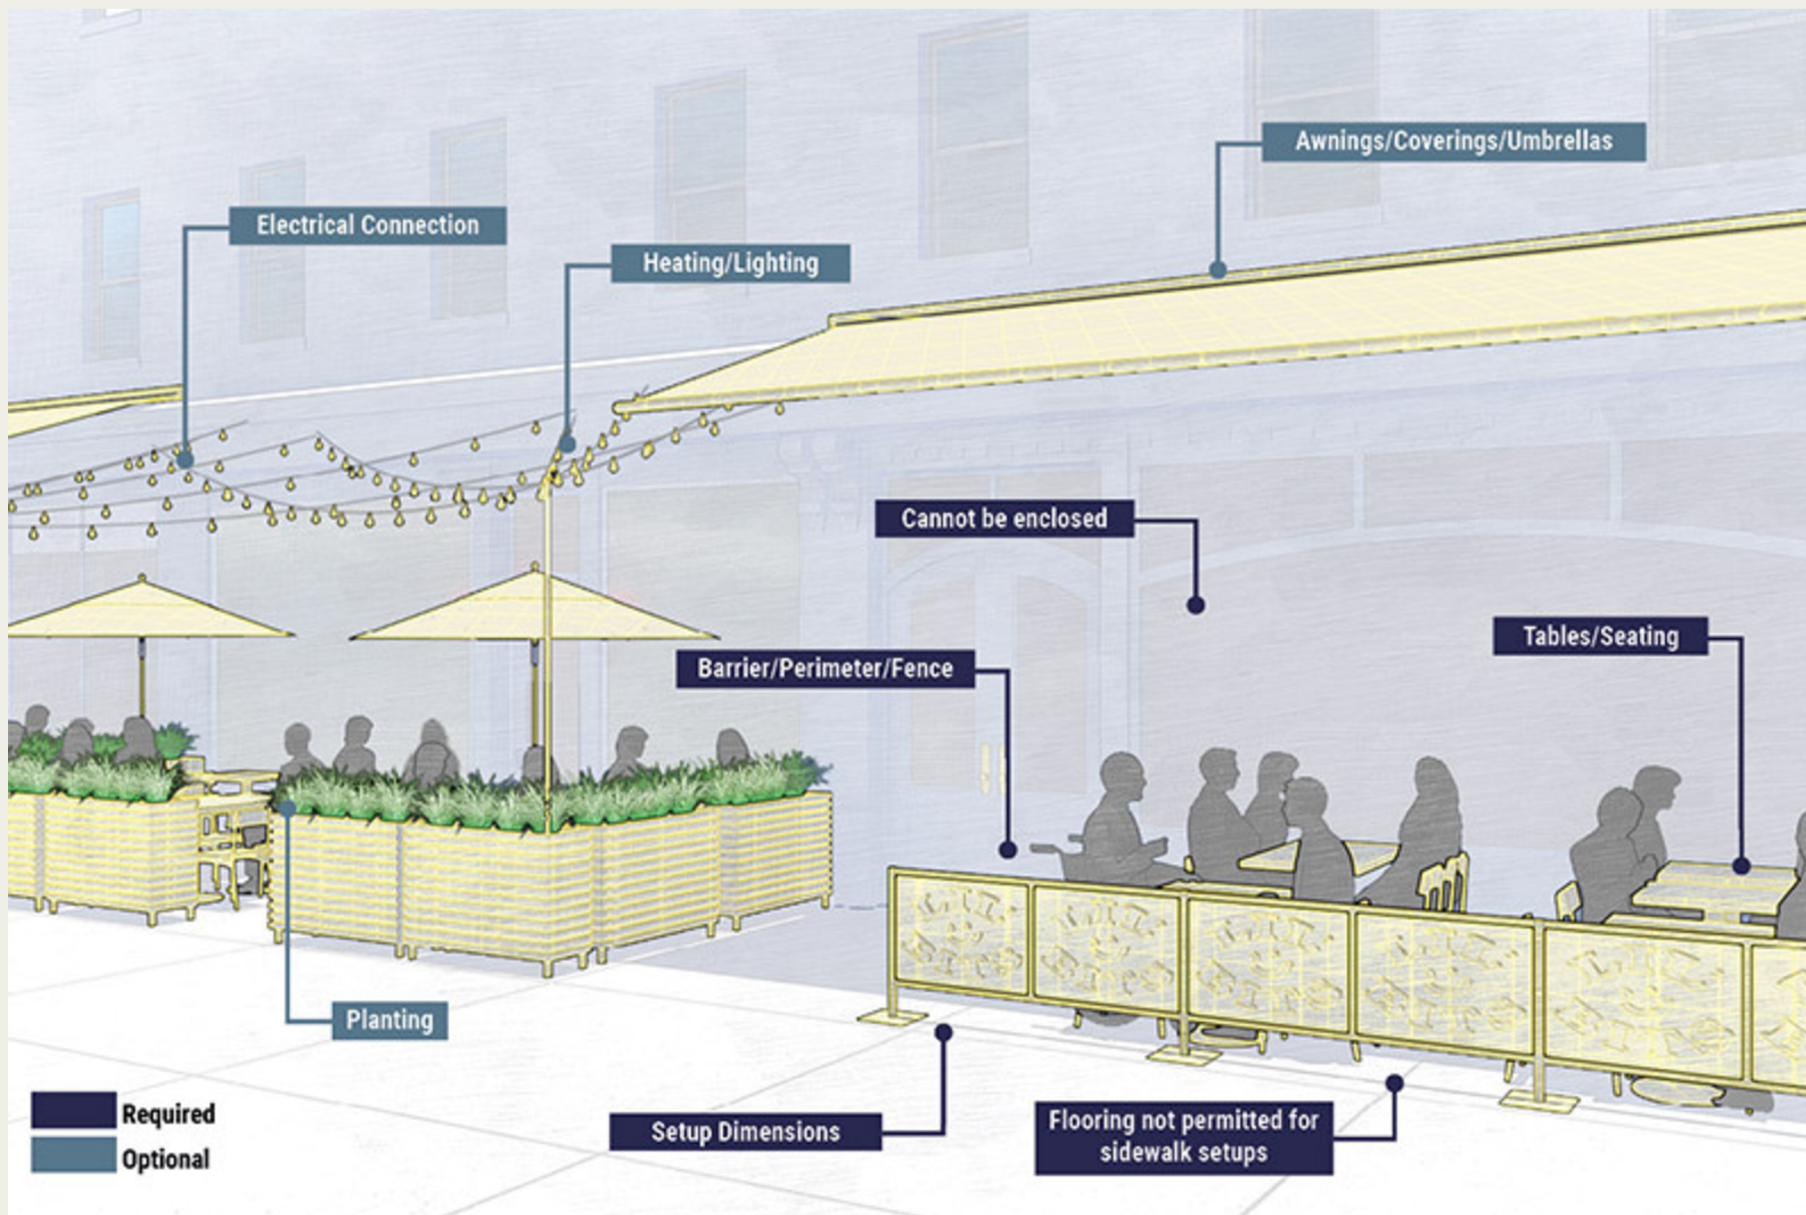 Awnings/Coverings/Umbrellas
Electrical Connection
Heating/Lighting
Cannot be enclosed
Tables/Seating
Barrier/Perimeter/Fence
Planting
Required
Optional
Setup Dimensions
Flooring not permitted for
sidewalk setups